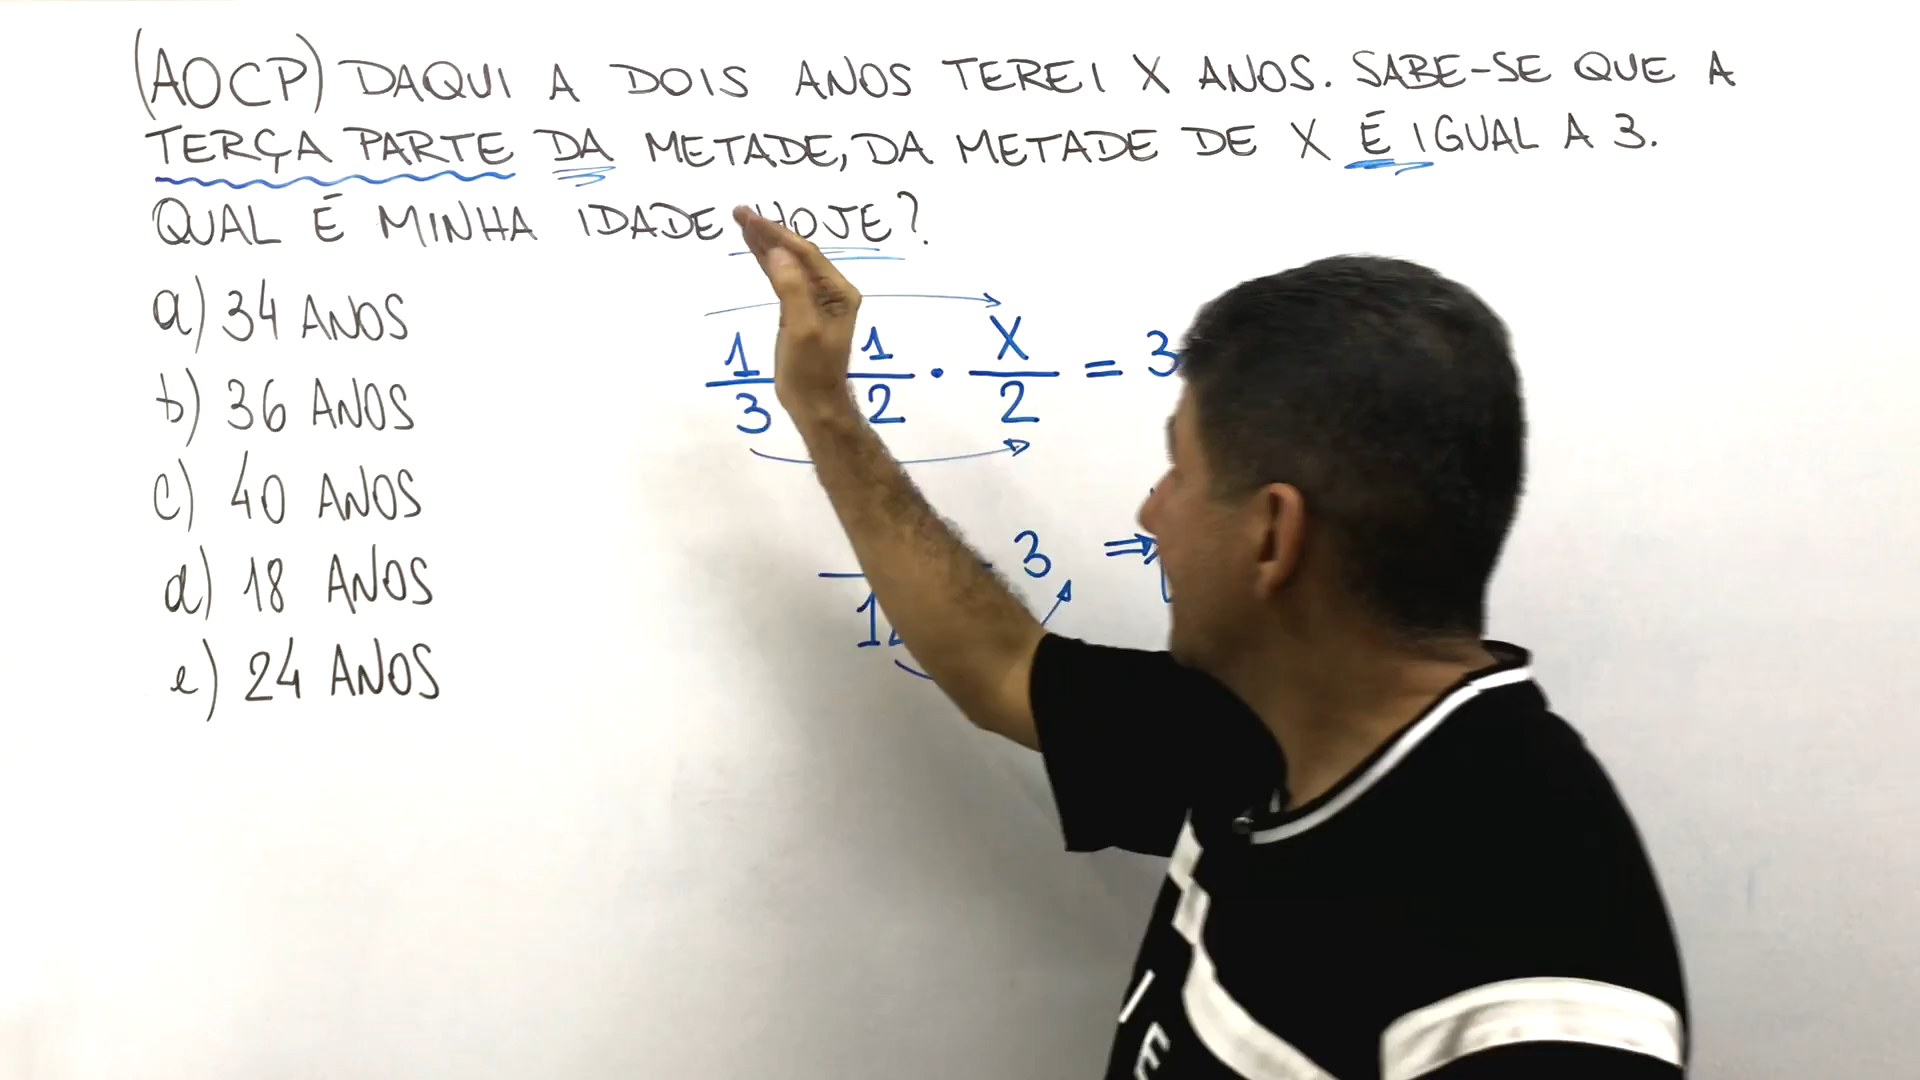 (AOCP) DAQUI A DOIS ANOS TEREI X ANOS. SABE-SE QUE A
TERÇA PARTE DA METADE, DA METADE DE X É IGUAL A 3.
QUAL É MINHA IDADE HOJE?
a) 34 ANOS
b) 36 ANOS
c) 40 ANOS
d) 18 ANOS
e) 24 ANOS
1/3 1/2 · X/2 = 3
3 ⇒